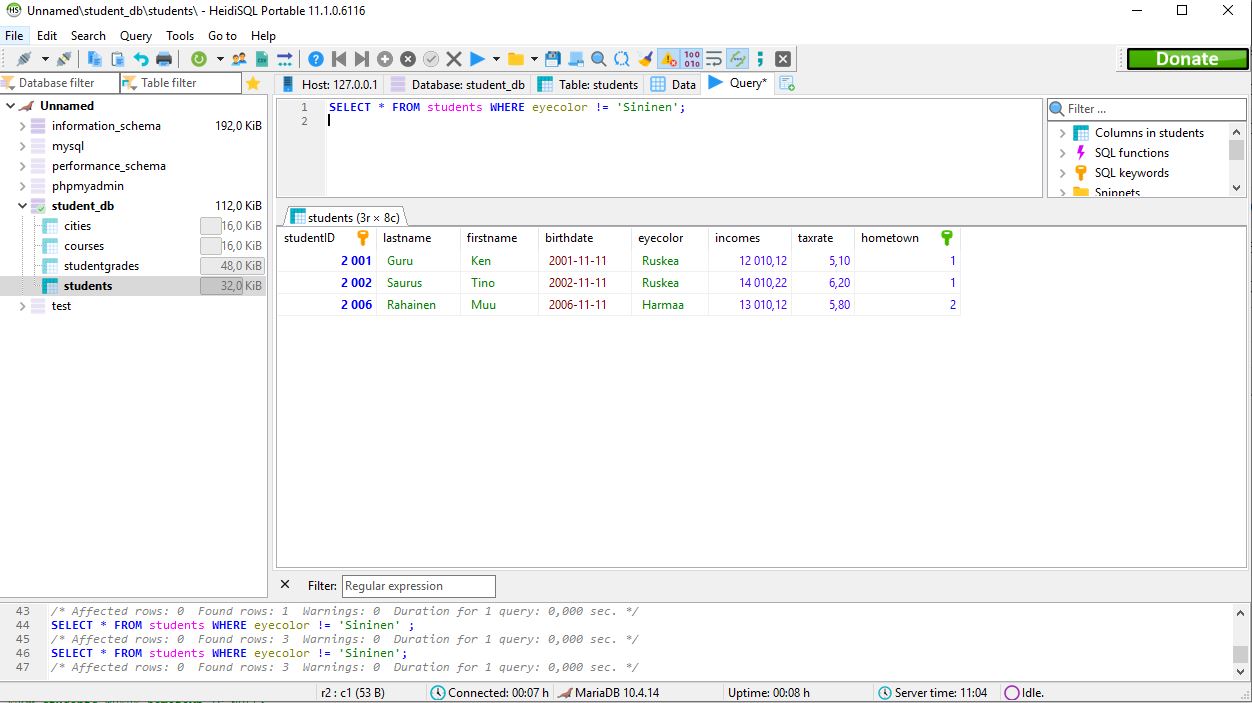 Unnamed\student_db\students\ - HeidiSQL Portable 11.1.0.6116
File Edit Search Query Tools Go to Help
Donate
Database filter Table filter Host: 127.0.0.1 Database: student_db Table: students Data Query*
Unnamed
information_schema 192,0 KiB
mysql
performance_schema
phpmyadmin
student_db 112,0 KiB
cities 16,0 KiB
courses 16,0 KiB
studentgrades 48,0 KiB
students 32,0 KiB
test
1 SELECT * FROM students WHERE eyecolor != 'Sininen';
2
Filter ...
Columns in students
SQL functions
SQL keywords
Snippets
students (3r × 8c)
studentID lastname firstname birthdate eyecolor incomes taxrate hometown
2 001 Guru Ken 2001-11-11 Ruskea 12 010,12 5,10 1
2 002 Saurus Tino 2002-11-11 Ruskea 14 010,22 6,20 1
2 006 Rahainen Muu 2006-11-11 Harmaa 13 010,12 5,80 2
Filter: Regular expression
43 /* Affected rows: 0 Found rows: 1 Warnings: 0 Duration for 1 query: 0,000 sec. */
44 SELECT * FROM students WHERE eyecolor != 'Sininen' ;
45 /* Affected rows: 0 Found rows: 3 Warnings: 0 Duration for 1 query: 0,000 sec. */
46 SELECT * FROM students WHERE eyecolor != 'Sininen';
47 /* Affected rows: 0 Found rows: 3 Warnings: 0 Duration for 1 query: 0,000 sec. */
r2 : c1 (53 B) Connected: 00:07 h MariaDB 10.4.14 Uptime: 00:08 h Server time: 11:04 Idle.